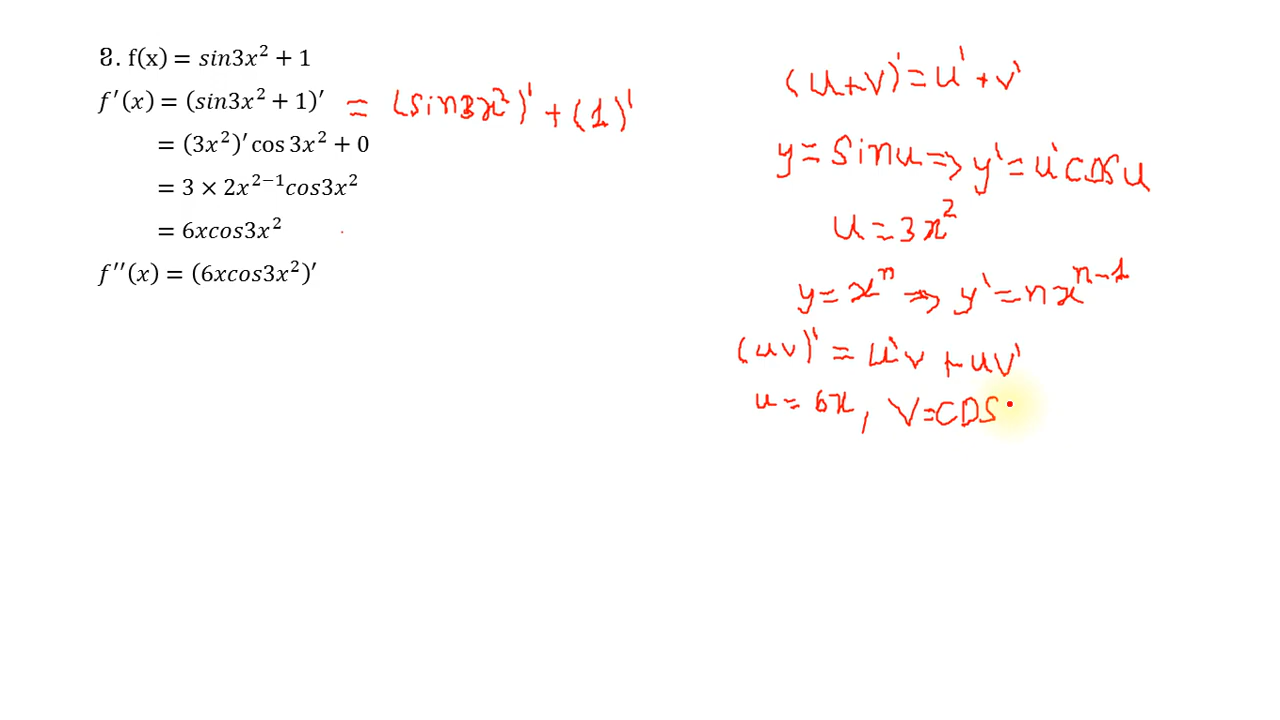 8. f(x) = sin3x² + 1
f′(x) = (sin3x² + 1)′ = (sin3x²)' + (1)'
= (3x²)′ cos 3x² + 0
= 3 × 2x²⁻¹cos3x²
= 6xcos3x²
f′′(x) = (6xcos3x²)′
(u+v)' = u' + v'
y = sinu ⇒ y' = u'cosu
u = 3x²
y = xⁿ ⇒ y' = nxⁿ⁻¹
(uv)' = u'v + uv'
u = 6x, v = cos